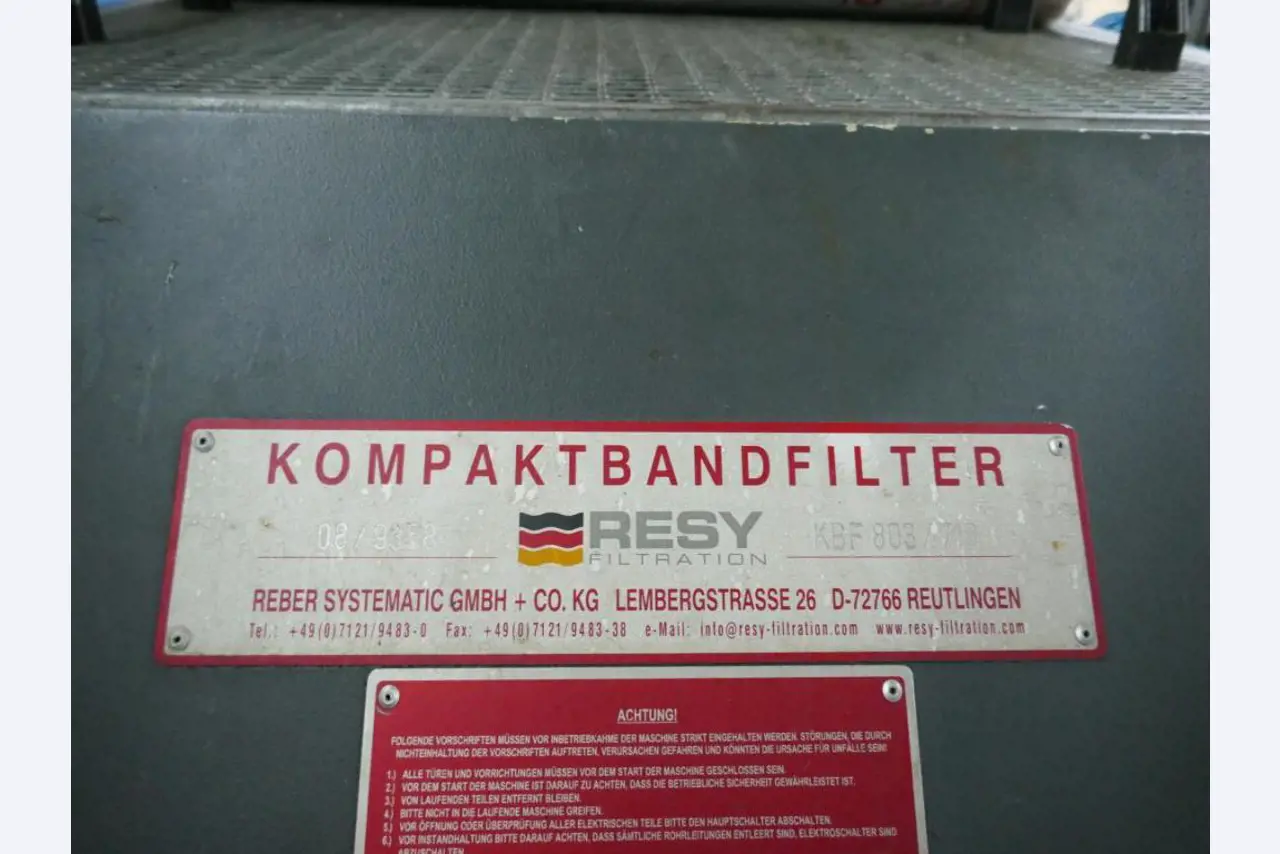 KOMPAKTBANDFILTER
RESY
FILTRATION
KBF 803/
REBER SYSTEMATIC GMBH + CO. KG LEMBERGSTRASSE 26 D-72766 REUTLINGEN
Tel.: +49(0)7121/9483-0 Fax: +49(0)7121/9483-38 e-Mail: info@resy-filtration.com www.resy-filtration.com
ACHTUNG!
FOLGENDE VORSCHRIFTEN MÜSSEN VOR INBETRIEBKAHME DER MASCHINE STRIKT EINGEHALTEN WERDEN. STÖRUNGEN, DIE DURCH
NICHTEINHALTUNG DER VORSCHRIFTEN AUFTRETEN, VERURSACHEN GEFAHREN UND KÖNNTEN DIE URSACHE FÜR UNFÄLLE SEIN!
1.) ALLE TÜREN UND VORRICHTUNGEN MÜSSEN VOR DEM START DER MASCHINE GESCHLOSSEN SEIN.
2.) VOR DEM START DER MASCHINE IST DARAUF ZU ACHTEN, DASS DIE BETRIEBLICHE SICHERHEIT GEWÄHRLEISTET IST.
3.) VON LAUFENDEN TEILEN ENTFERNT BLEIBEN.
4.) BITTE NICHT IN DIE LAUFENDE MASCHINE GREIFEN.
5.) VOR ÖFFNUNG ODER ÜBERPRÜFUNG ALLER ELEKTRISCHEN TEILE BITTE DEN HAUPTSCHALTER ABSCHALTEN.
6.) VOR INSTANDHALTUNG BITTE DARAUF ACHTEN, DASS SÄMTLICHE ROHRLEITUNGEN ENTLEERT SIND, ELEKTROSCHALTER SIND
ABZUSCHALTEN